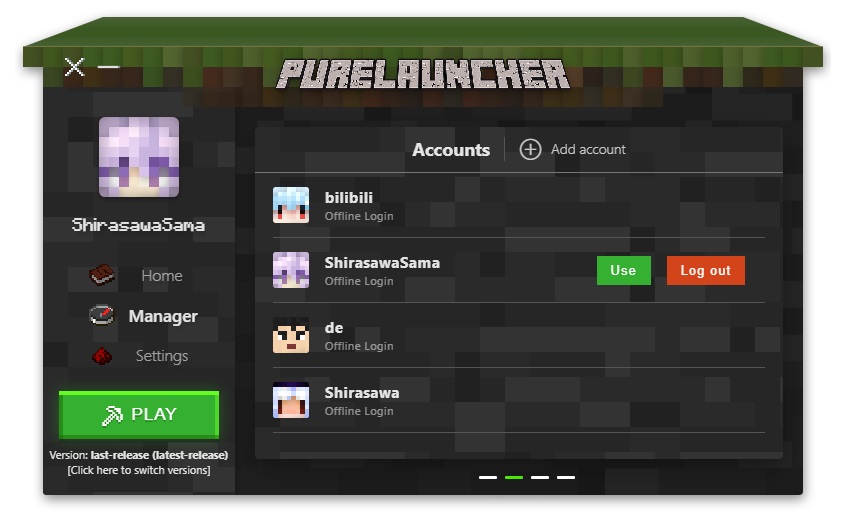 PURELAUNCHER
ShirasawaSama
Home
Manager
Settings
PLAY
Version: last-release (latest-release)
[Click here to switch versions]
Accounts
Add account
bilibili
Offline Login
ShirasawaSama
Offline Login
Use
Log out
de
Offline Login
Shirasawa
Offline Login